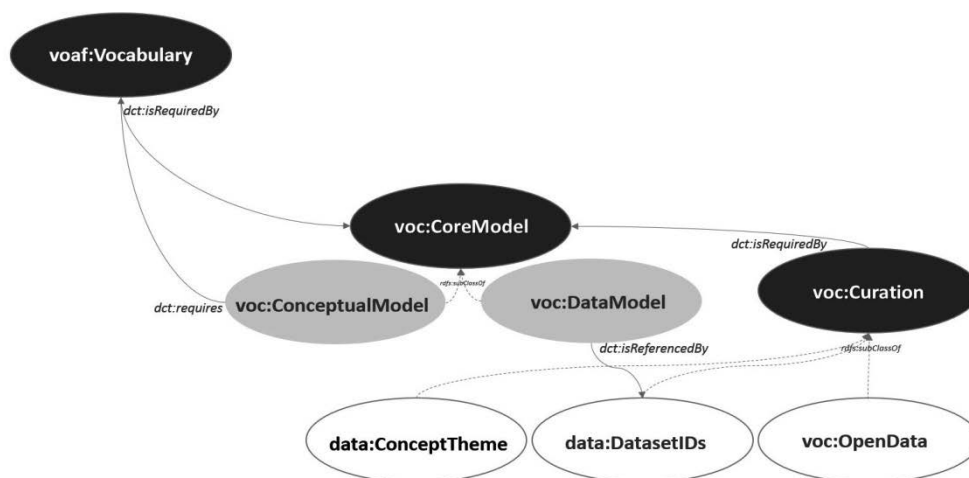 voaf:Vocabulary
dct:isRequiredBy
voc:CoreModel
dct:isRequiredBy
rdfs:subClassOf
voc:Curation
dct:requires
voc:ConceptualModel
voc:DataModel
dct:isReferencedBy
rdfs:subClassOf
data:ConceptTheme
data:DatasetIDs
voc:OpenData